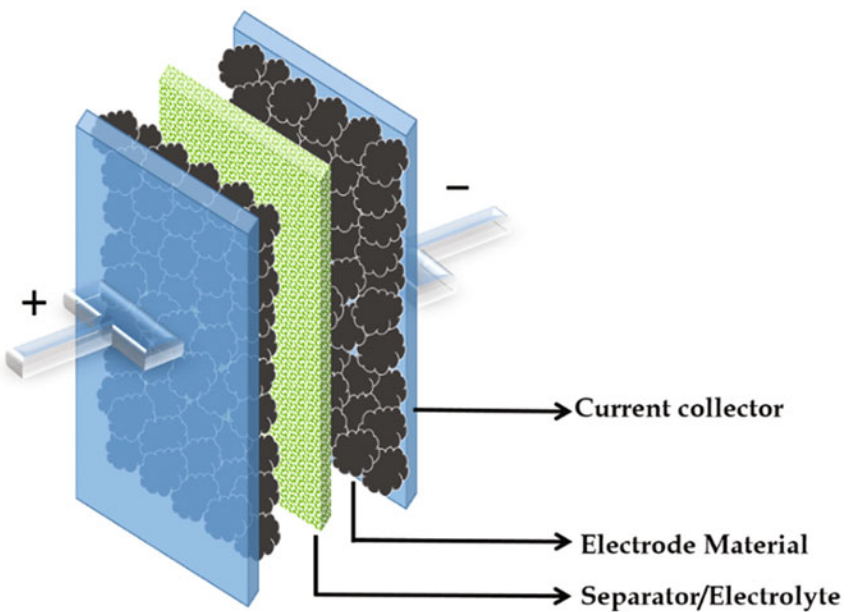 −
+
Current collector
Electrode Material
Separator/Electrolyte